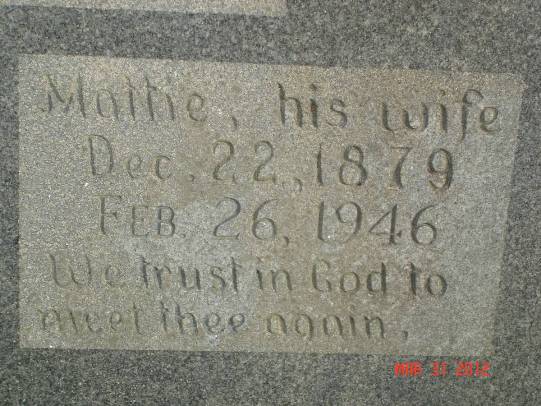 Mattie, his wife
Dec. 22, 1879
FEB. 26, 1946
We trust in God to
meet thee again.
MAR 31 2012